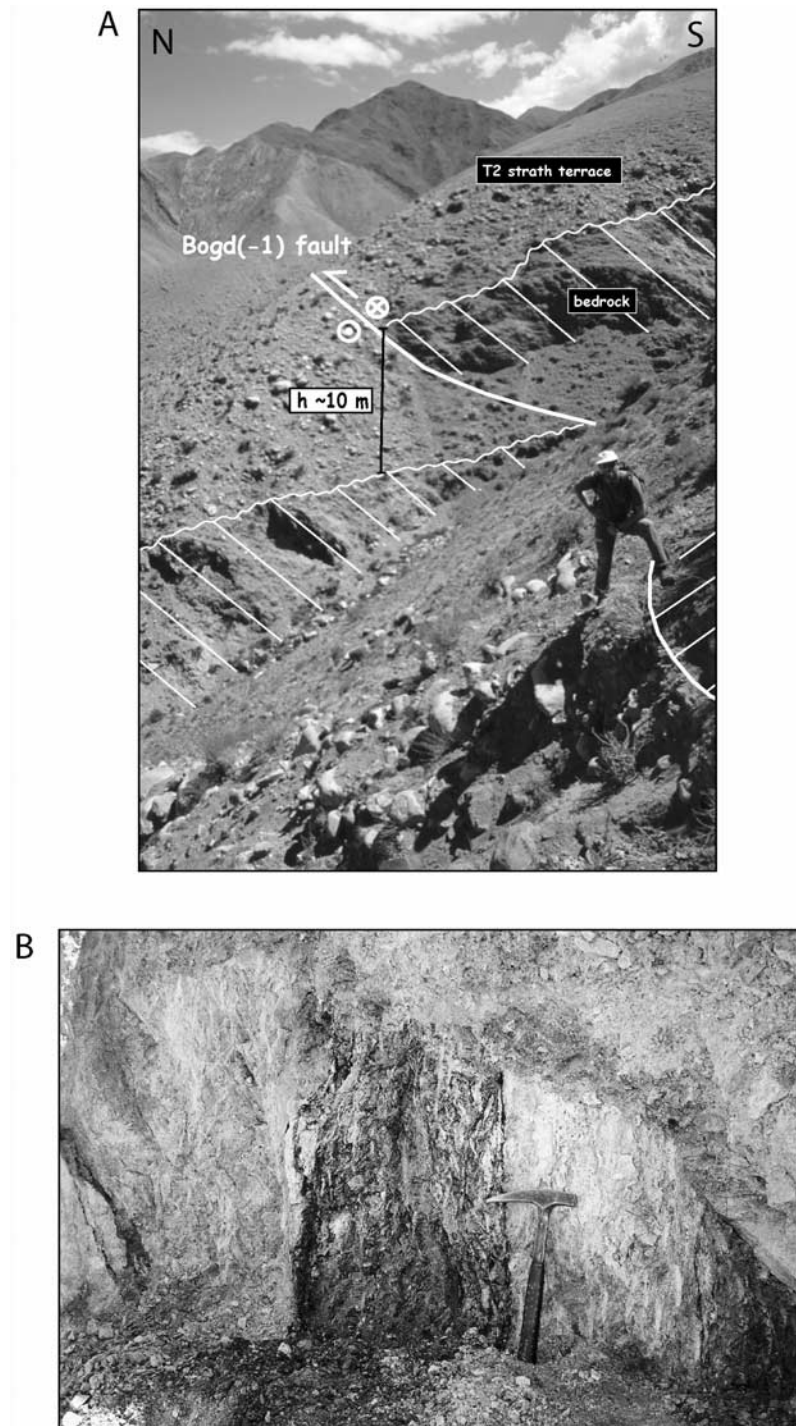 A
N
S
T2 strath terrace
Bogd(-1) fault
bedrock
h ~10 m
B